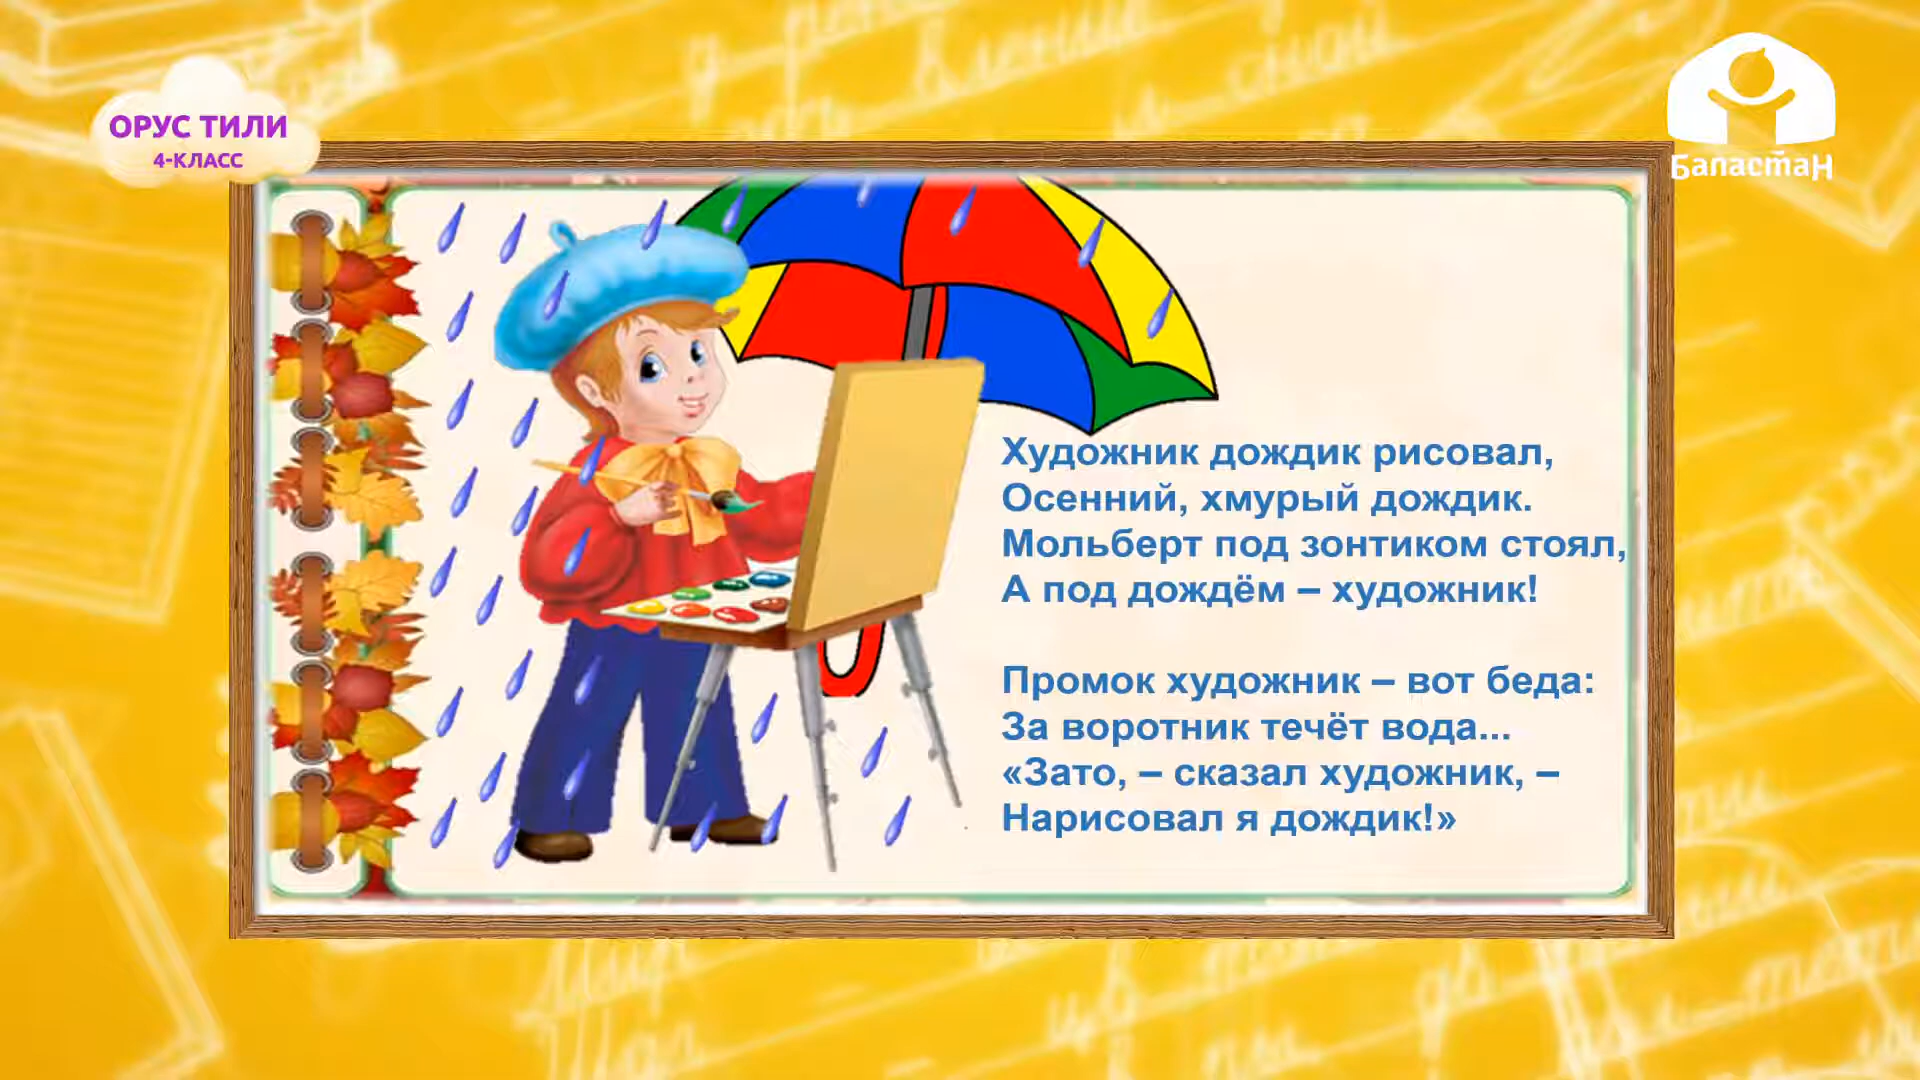 ОРУС ТИЛИ
4-КЛАСС
Баластан
Художник дождик рисовал,
Осенний, хмурый дождик.
Мольберт под зонтиком стоял,
А под дождём – художник!
Промок художник – вот беда:
За воротник течёт вода...
«Зато, – сказал художник, –
Нарисовал я дождик!»